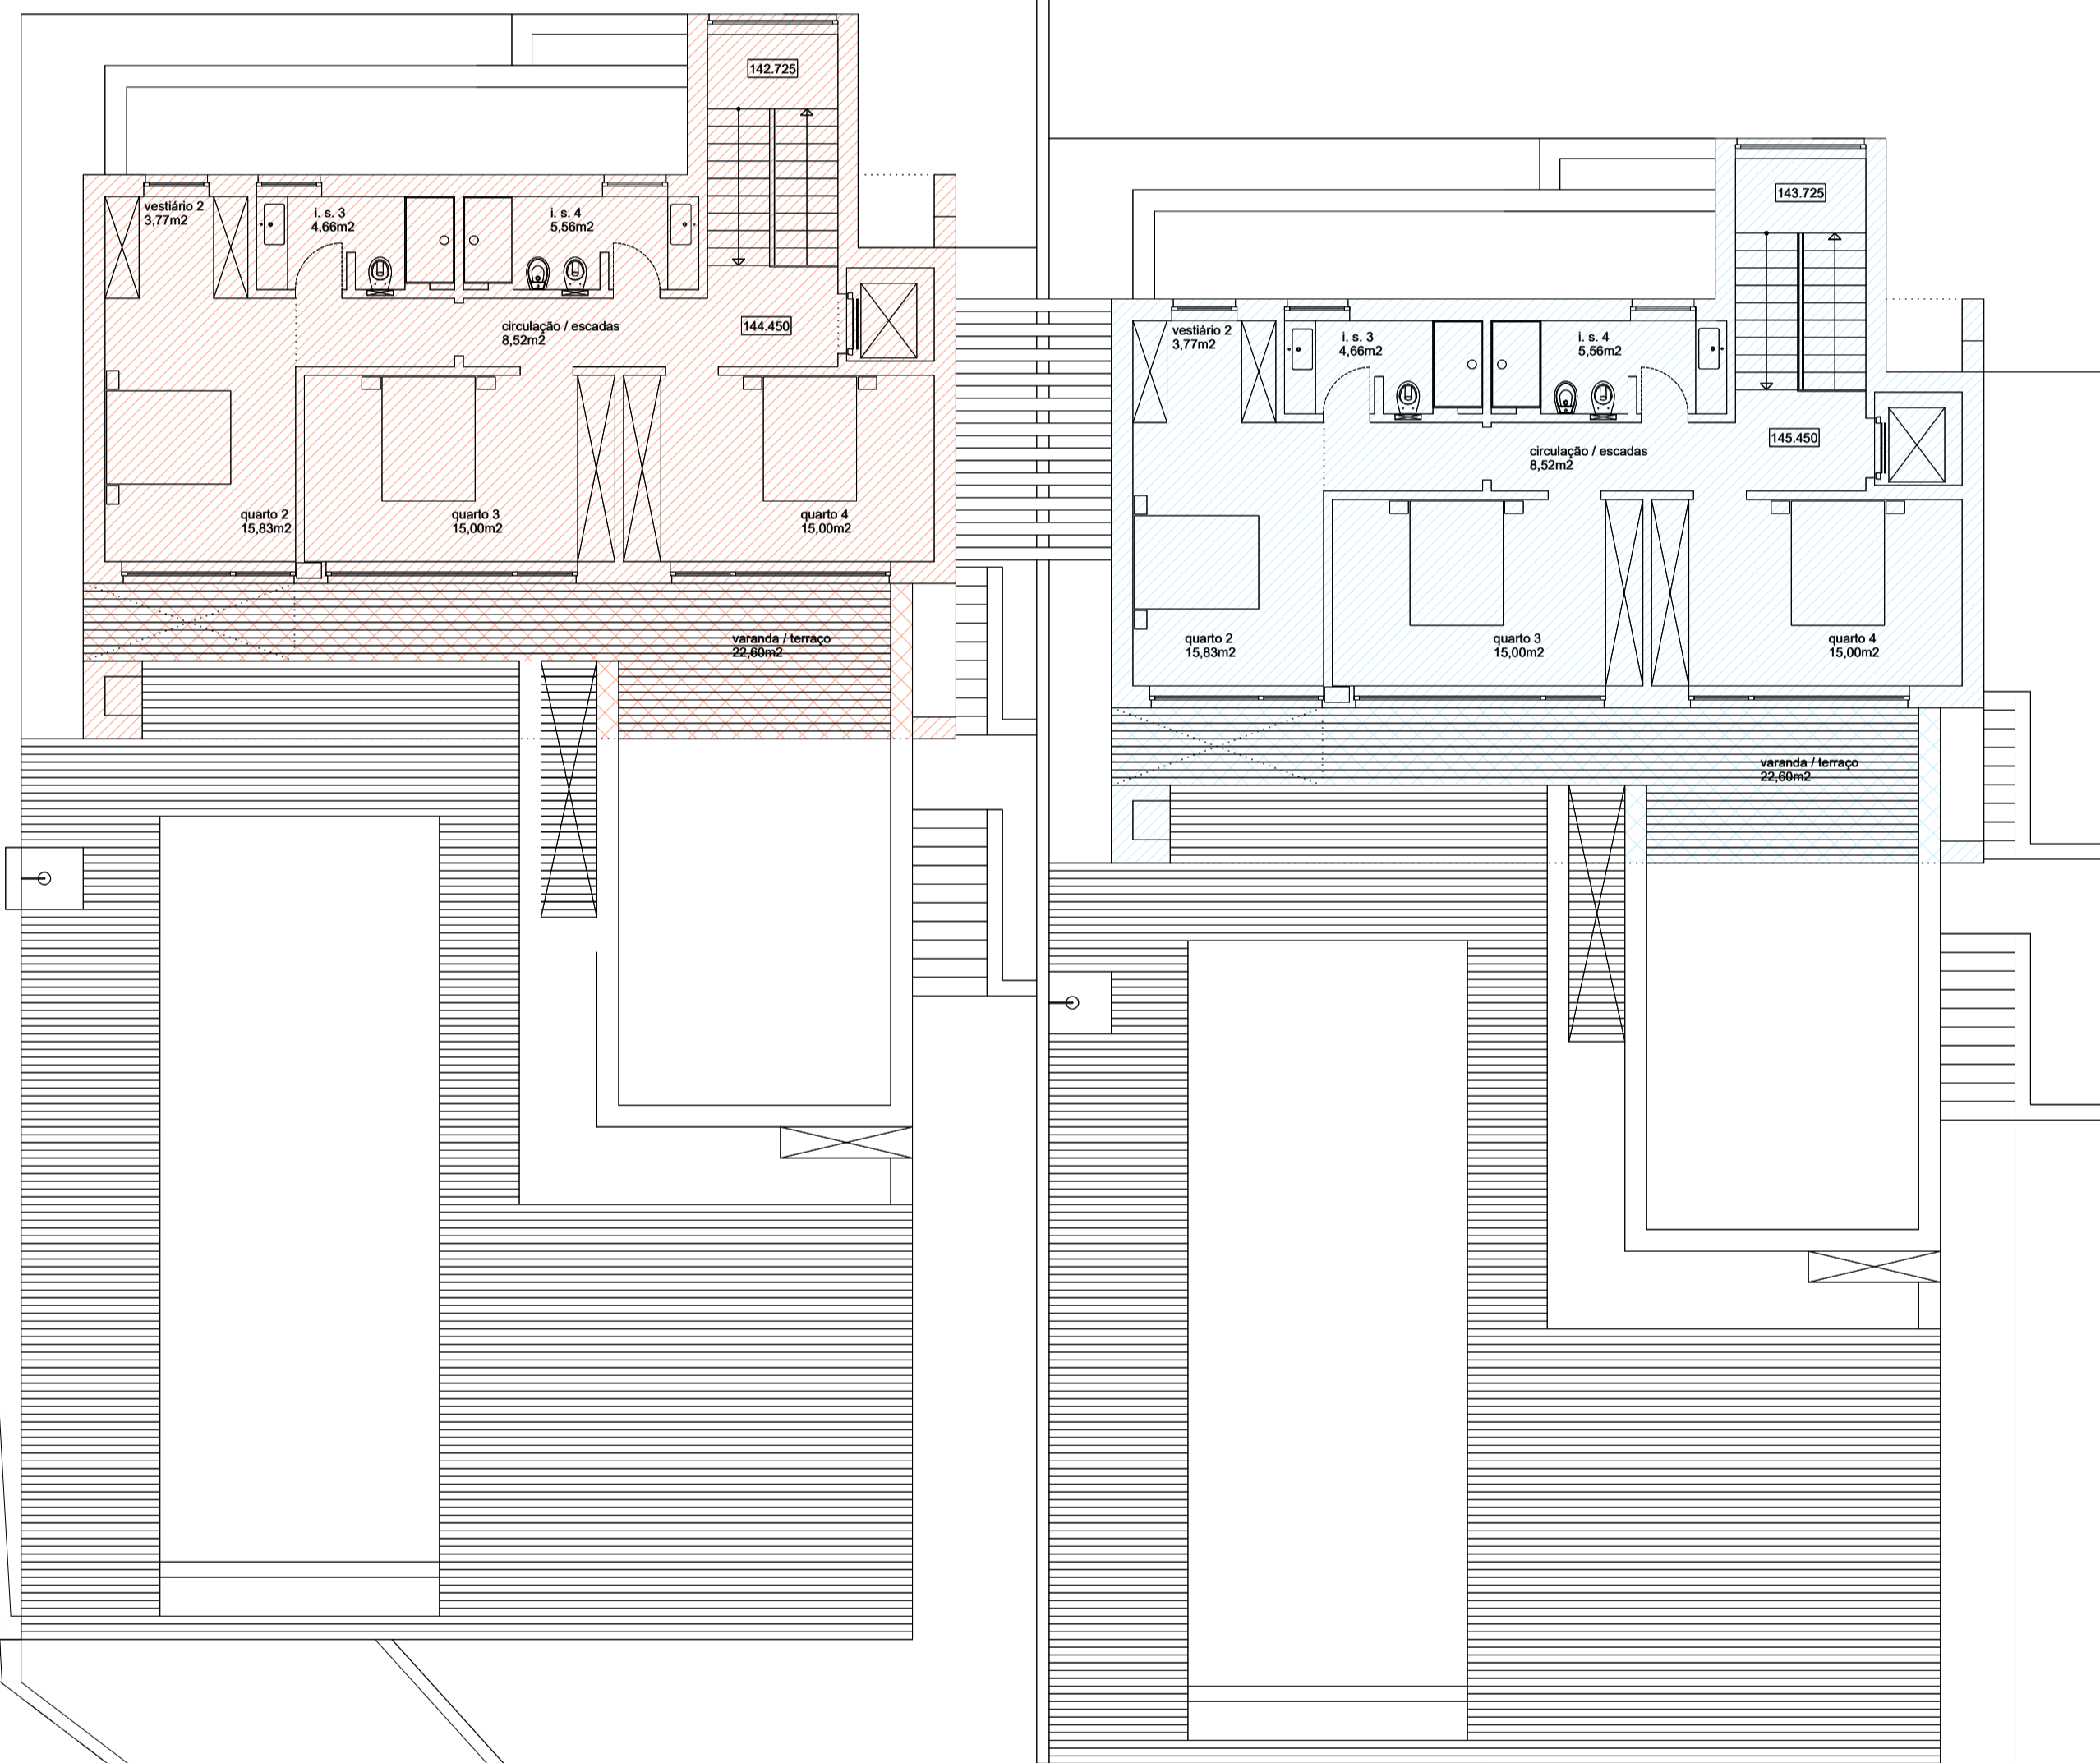 142.725
vestiário 2
3,77m2
i. s. 3
4,66m2
i. s. 4
5,56m2
circulação / escadas
8,52m2
144.450
quarto 2
15,83m2
quarto 3
15,00m2
quarto 4
15,00m2
varanda / terraço
22,60m2
143.725
vestiário 2
3,77m2
i. s. 3
4,66m2
i. s. 4
5,56m2
circulação / escadas
8,52m2
145.450
quarto 2
15,83m2
quarto 3
15,00m2
quarto 4
15,00m2
varanda / terraço
22,60m2